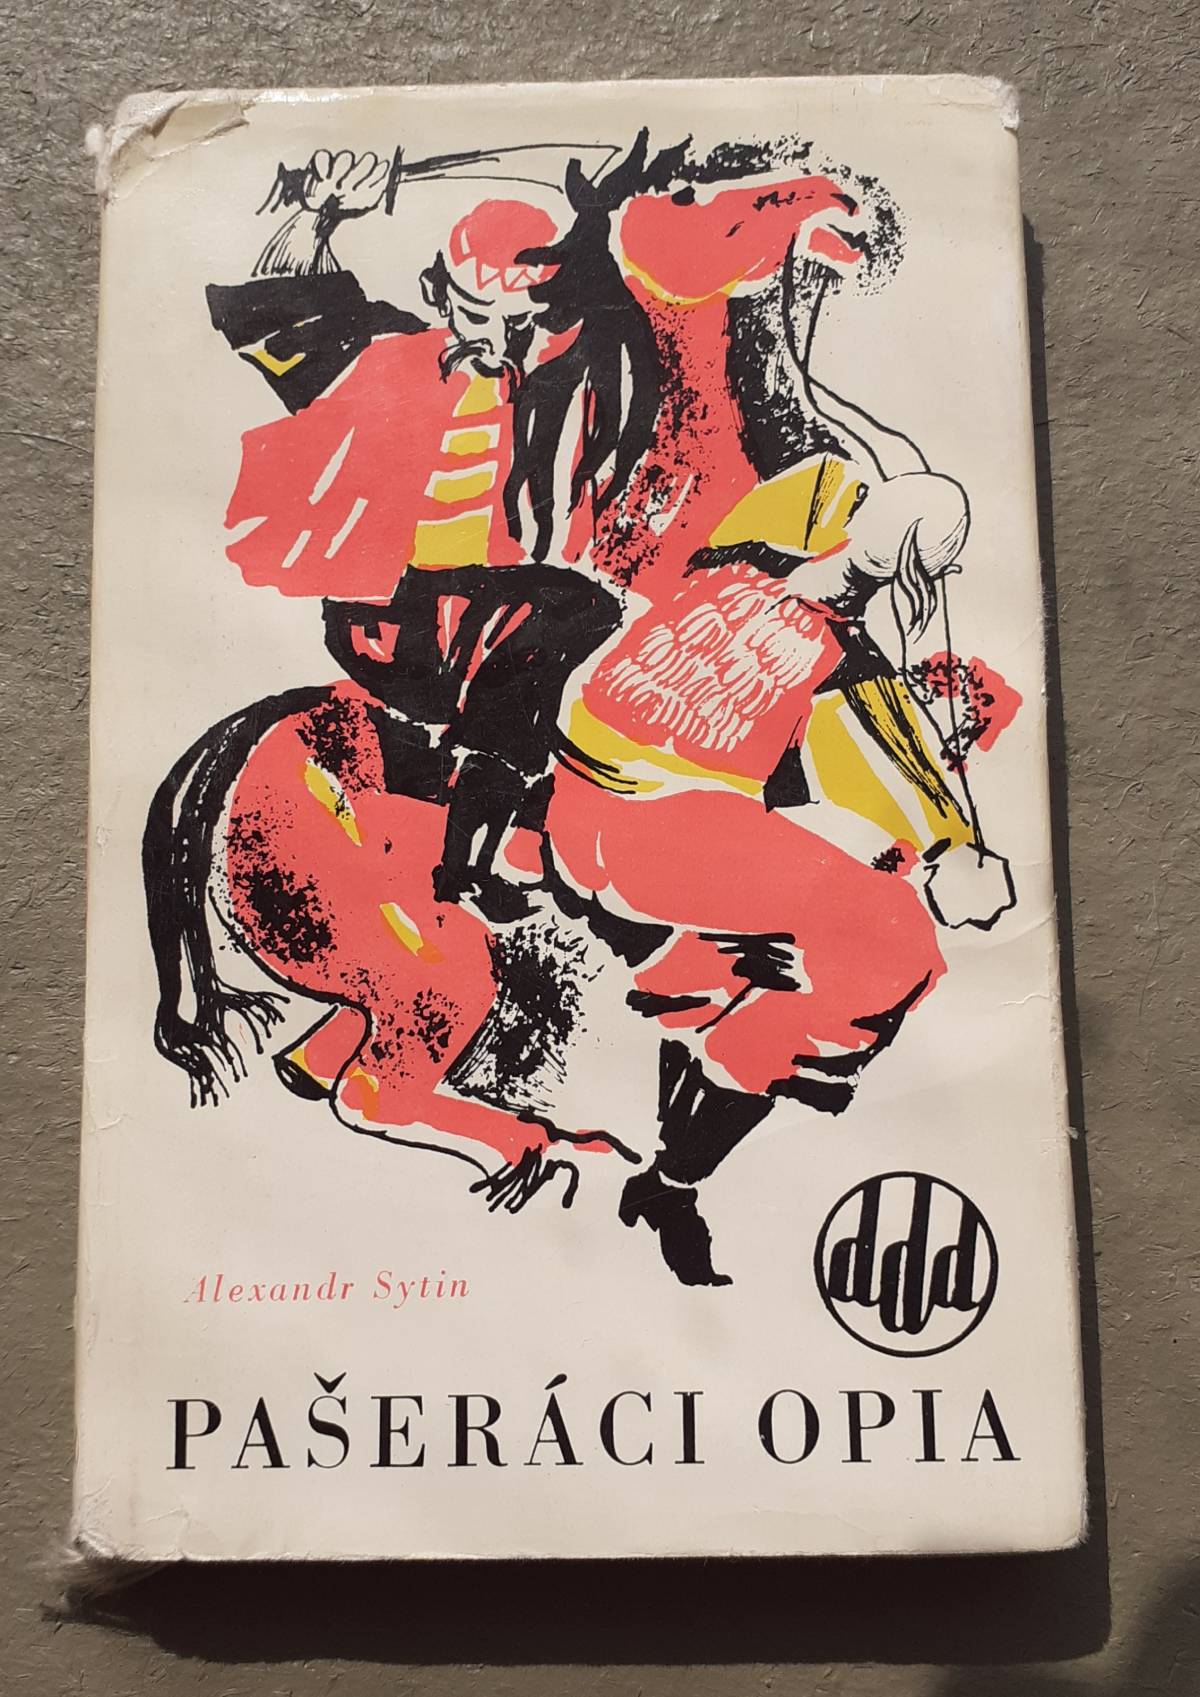 Alexandr Sytin
ddd
PAŠERÁCI OPIA